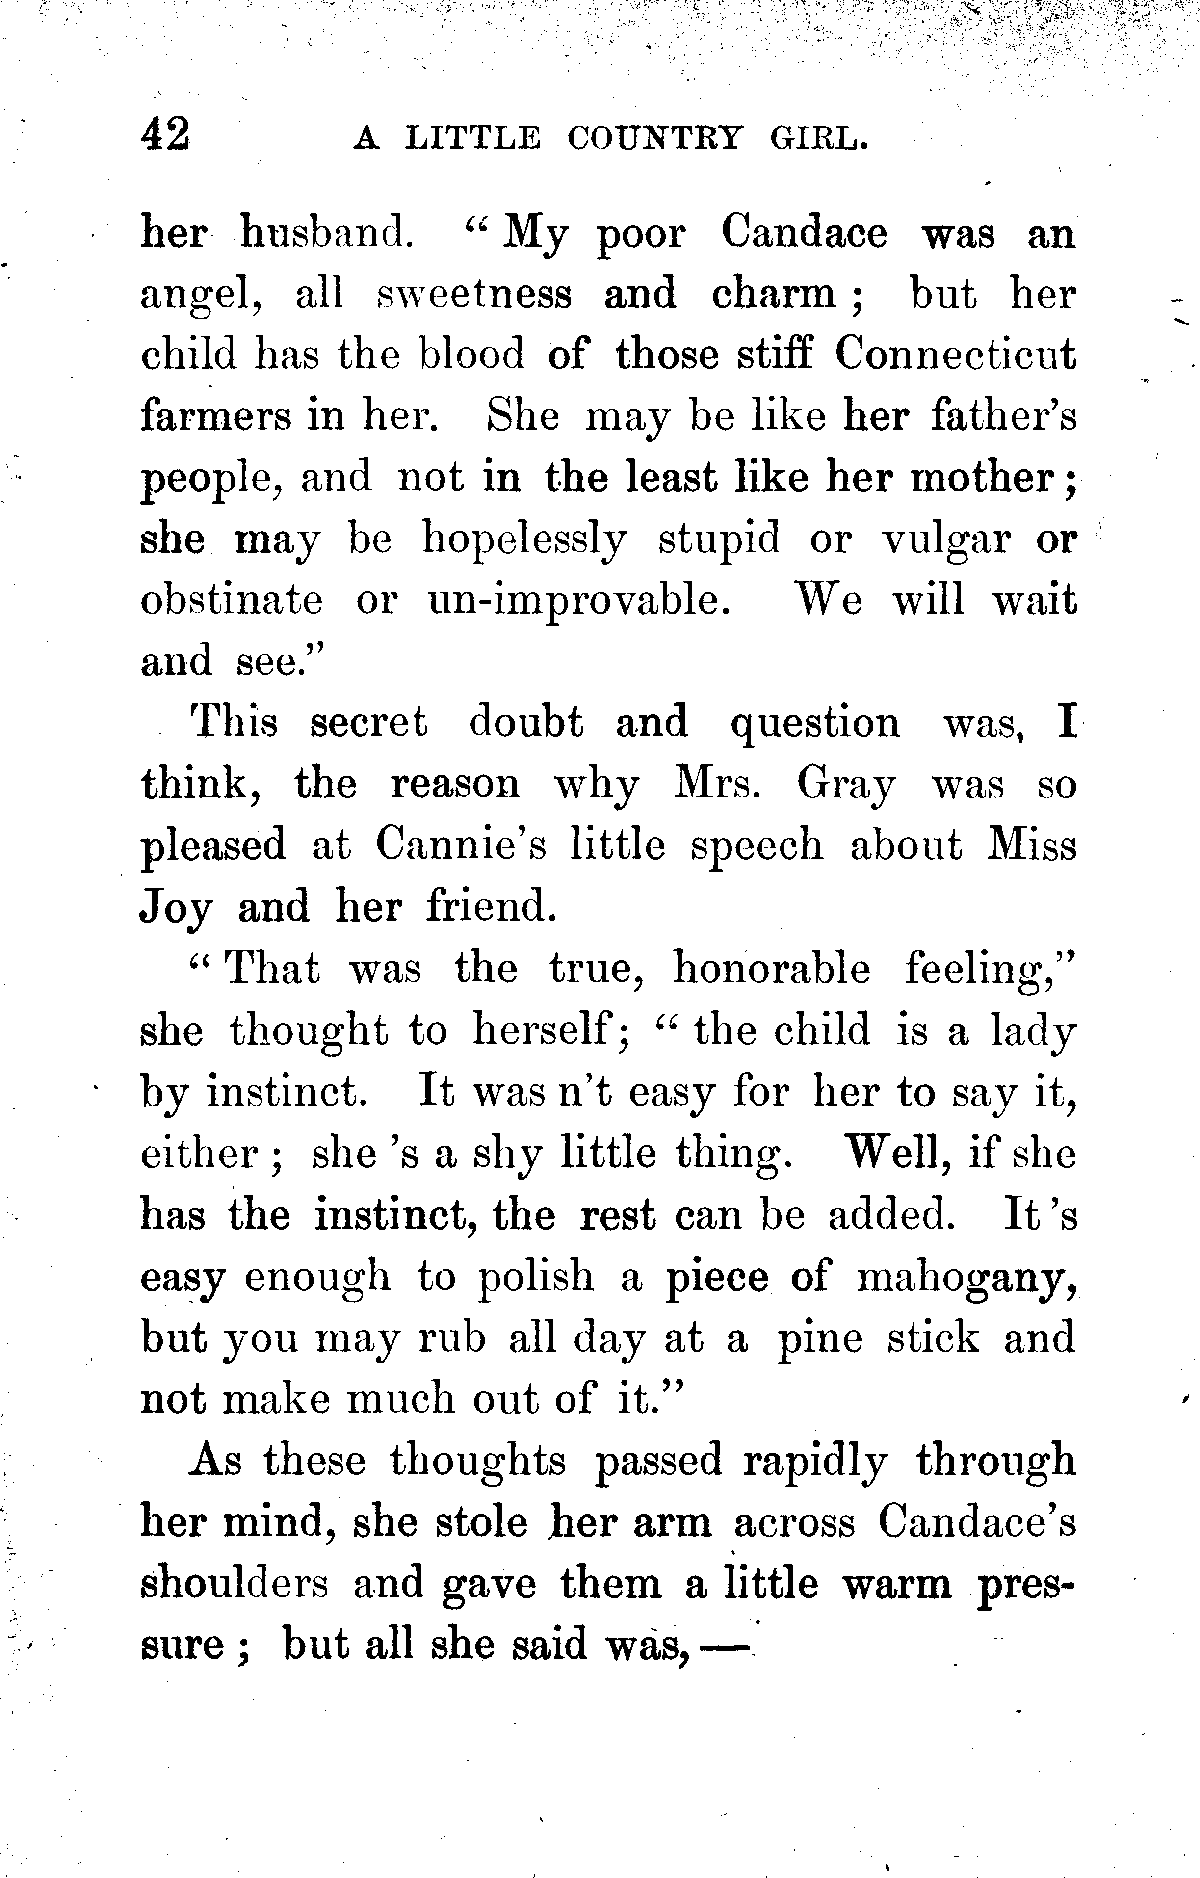 42 A LITTLE COUNTRY GIRL.
her husband. “ My poor Candace was an
angel, all sweetness and charm ; but her
child has the blood of those stiff Connecticut
farmers in her. She may be like her father’s
people, and not in the least like her mother ;
she may be hopelessly stupid or vulgar or
obstinate or un-improvable. We will wait
and see.”
This secret doubt and question was, I
think, the reason why Mrs. Gray was so
pleased at Cannie’s little speech about Miss
Joy and her friend.
“ That was the true, honorable feeling,”
she thought to herself ; “ the child is a lady
by instinct. It was n’t easy for her to say it,
either ; she ’s a shy little thing. Well, if she
has the instinct, the rest can be added. It ’s
easy enough to polish a piece of mahogany,
but you may rub all day at a pine stick and
not make much out of it.”
As these thoughts passed rapidly through
her mind, she stole her arm across Candace’s
shoulders and gave them a little warm pres-
sure ; but all she said was, —